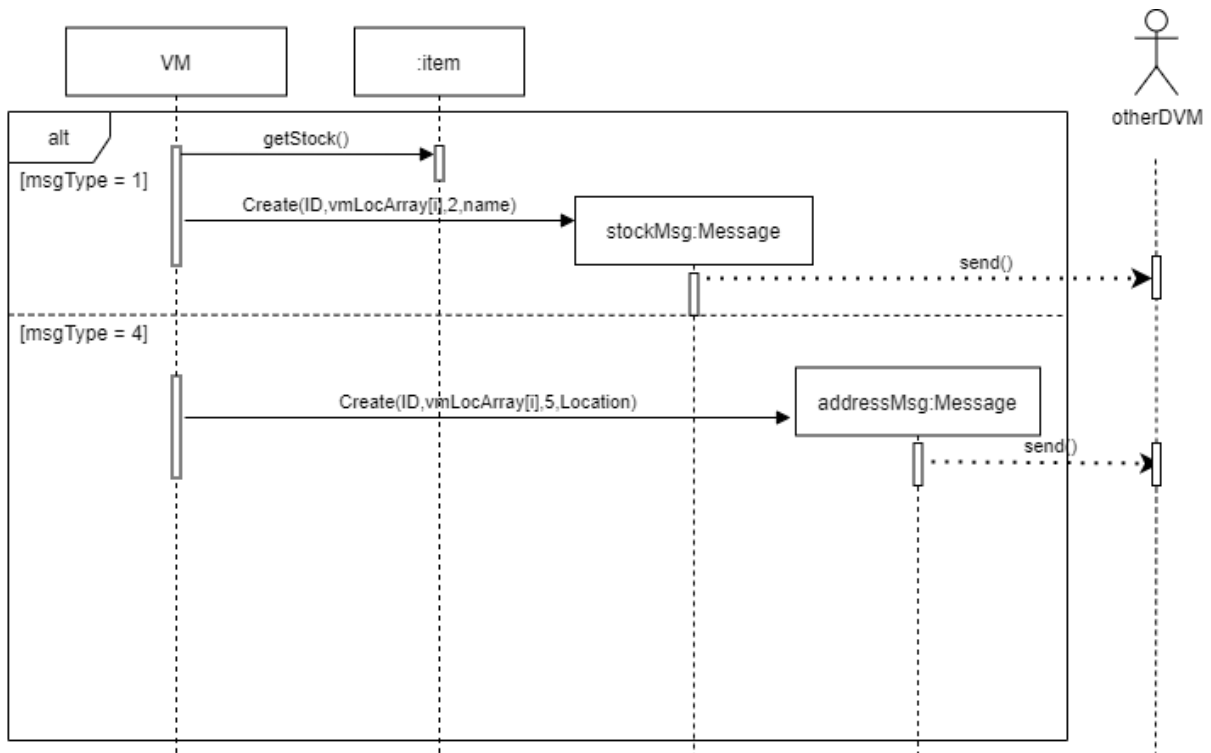 VM
:item
otherDVM
alt
getStock()
[msgType = 1]
Create(ID,vmLocArray[i],2,name)
stockMsg:Message
send()
[msgType = 4]
Create(ID,vmLocArray[i],5,Location)
addressMsg:Message
send()